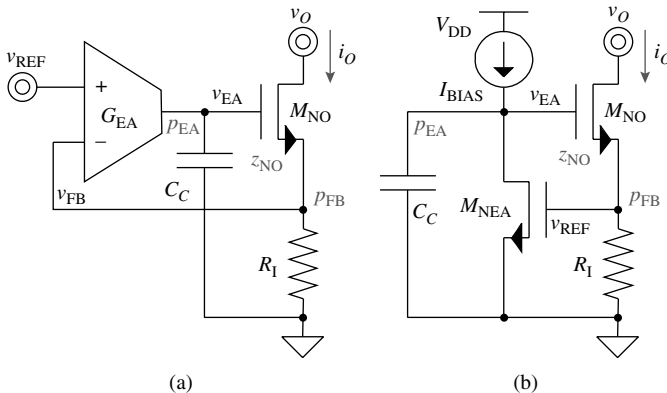 v_O
i_O
v_REF
+
G_EA
−
v_EA
p_EA
M_NO
z_NO
v_FB
C_C
p_FB
R_I
(a)
V_DD
v_O
i_O
I_BIAS
v_EA
p_EA
M_NO
z_NO
C_C
M_NEA
v_REF
p_FB
R_I
(b)